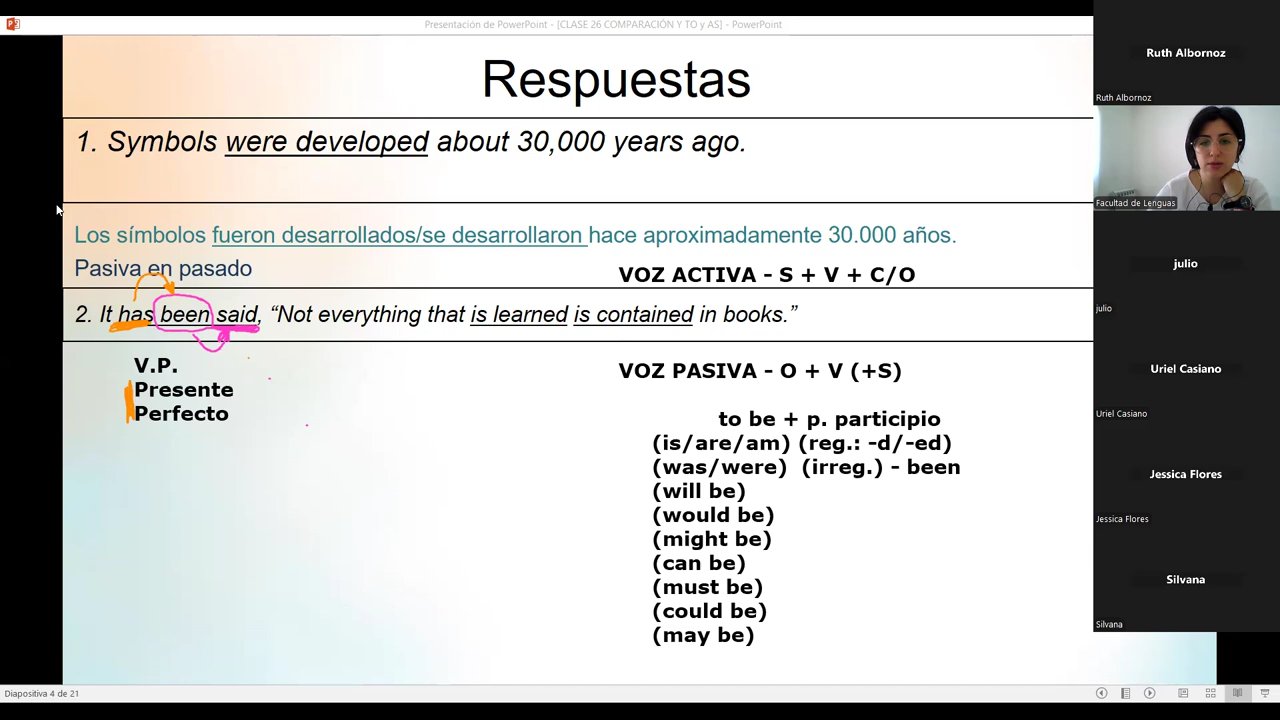 Presentación de PowerPoint - [CLASE 26 COMPARACIÓN Y TO y AS] - PowerPoint
Respuestas
1. Symbols were developed about 30,000 years ago.
Los símbolos fueron desarrollados/se desarrollaron hace aproximadamente 30.000 años.
Pasiva en pasado
VOZ ACTIVA - S + V + C/O
2. It has been said, “Not everything that is learned is contained in books.”
V.P.
Presente
Perfecto
VOZ PASIVA - O + V (+S)
to be + p. participio
(is/are/am) (reg.: -d/-ed)
(was/were) (irreg.) - been
(will be)
(would be)
(might be)
(can be)
(must be)
(could be)
(may be)
Diapositiva 4 de 21
Ruth Albornoz
Ruth Albornoz
Facultad de Lenguas
julio
julio
Uriel Casiano
Uriel Casiano
Jessica Flores
Jessica Flores
Silvana
Silvana